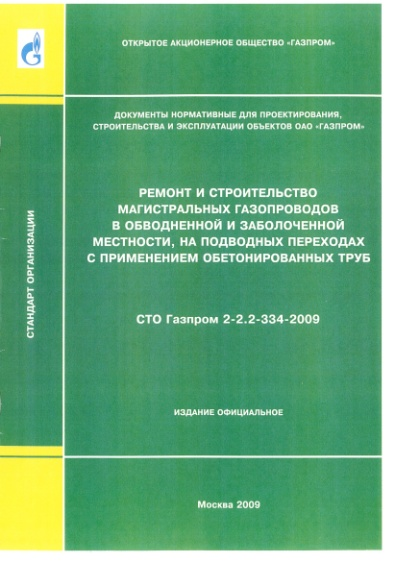 ОТКРЫТОЕ АКЦИОНЕРНОЕ ОБЩЕСТВО «ГАЗПРОМ»
ДОКУМЕНТЫ НОРМАТИВНЫЕ ДЛЯ ПРОЕКТИРОВАНИЯ,
СТРОИТЕЛЬСТВА И ЭКСПЛУАТАЦИИ ОБЪЕКТОВ ОАО «ГАЗПРОМ»
СТАНДАРТ ОРГАНИЗАЦИИ
РЕМОНТ И СТРОИТЕЛЬСТВО
МАГИСТРАЛЬНЫХ ГАЗОПРОВОДОВ
В ОБВОДНЕННОЙ И ЗАБОЛОЧЕННОЙ
МЕСТНОСТИ, НА ПОДВОДНЫХ ПЕРЕХОДАХ
С ПРИМЕНЕНИЕМ ОБЕТОНИРОВАННЫХ ТРУБ
СТО Газпром 2-2.2-334-2009
ИЗДАНИЕ ОФИЦИАЛЬНОЕ
Москва 2009